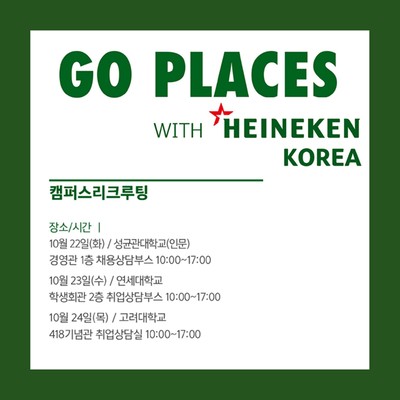 GO PLACES
WITH HEINEKEN
KOREA
캠퍼스리크루팅
장소/시간 |
10월 22일(화) / 성균관대학교(인문)
경영관 1층 채용상담부스 10:00~17:00
10월 23일(수) / 연세대학교
학생회관 2층 취업상담부스 10:00~17:00
10월 24일(목) / 고려대학교
418기념관 취업상담실 10:00~17:00